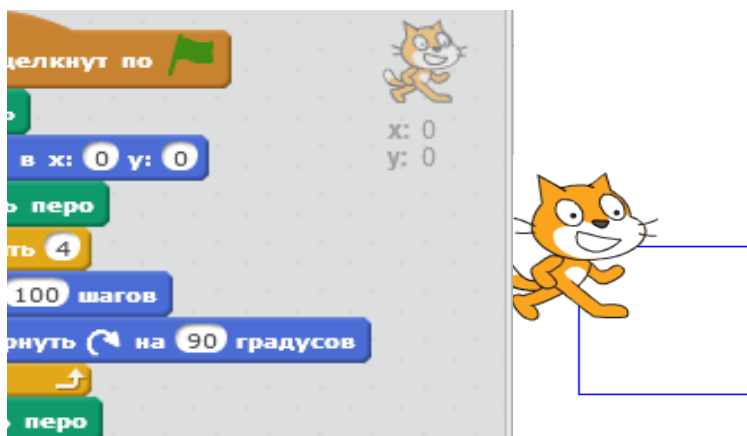 щелкнут по
x: 0
y: 0
в x: 0 y: 0
ь перо
ть 4
100 шагов
рнуть на 90 градусов
ь перо